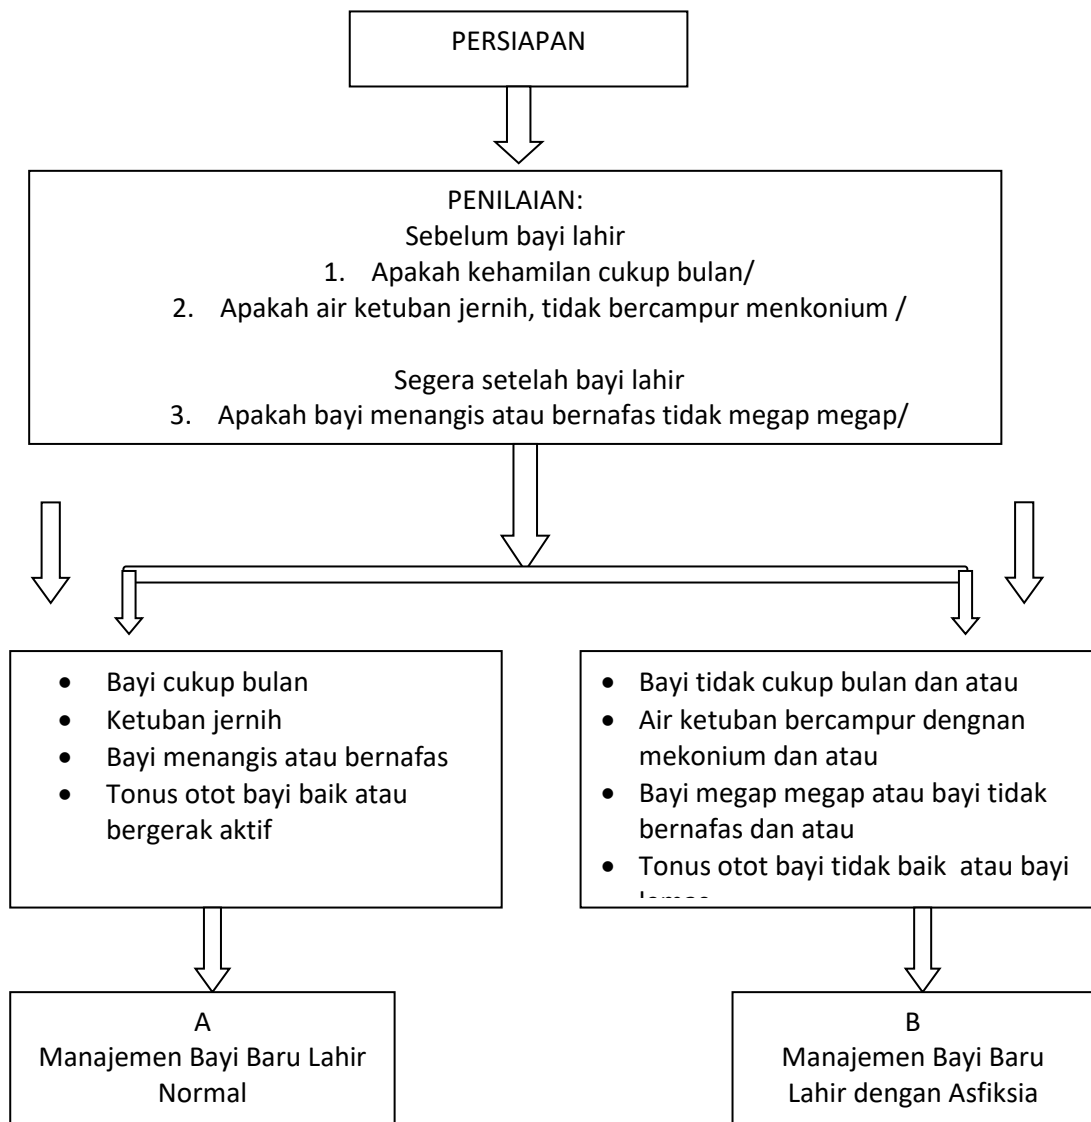 PERSIAPAN
PENILAIAN:
Sebelum bayi lahir
1. Apakah kehamilan cukup bulan/
2. Apakah air ketuban jernih, tidak bercampur menkonium /
Segera setelah bayi lahir
3. Apakah bayi menangis atau bernafas tidak megap megap/
• Bayi cukup bulan
• Ketuban jernih
• Bayi menangis atau bernafas
• Tonus otot bayi baik atau
bergerak aktif
• Bayi tidak cukup bulan dan atau
• Air ketuban bercampur dengnan
mekonium dan atau
• Bayi megap megap atau bayi tidak
bernafas dan atau
• Tonus otot bayi tidak baik atau bayi
A
Manajemen Bayi Baru Lahir
Normal
B
Manajemen Bayi Baru
Lahir dengan Asfiksia